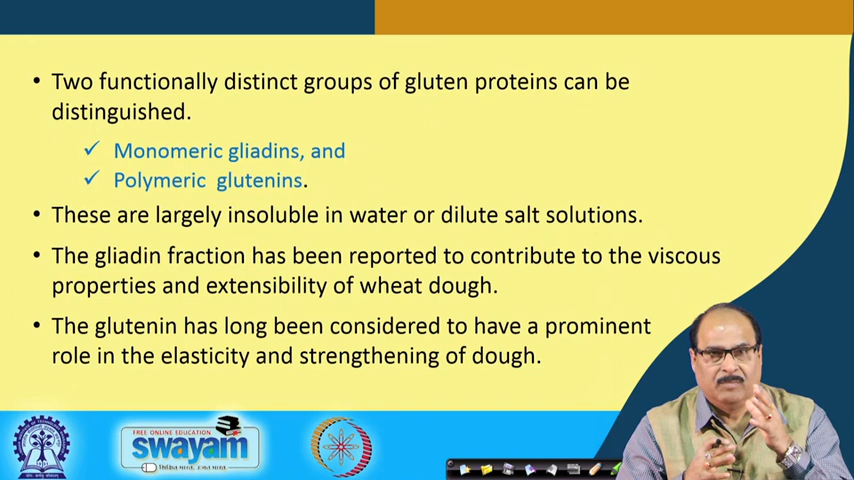 • Two functionally distinct groups of gluten proteins can be
distinguished.
✓ Monomeric gliadins, and
✓ Polymeric glutenins.
• These are largely insoluble in water or dilute salt solutions.
• The gliadin fraction has been reported to contribute to the viscous
properties and extensibility of wheat dough.
• The glutenin has long been considered to have a prominent
role in the elasticity and strengthening of dough.
FREE ONLINE EDUCATION
swayam